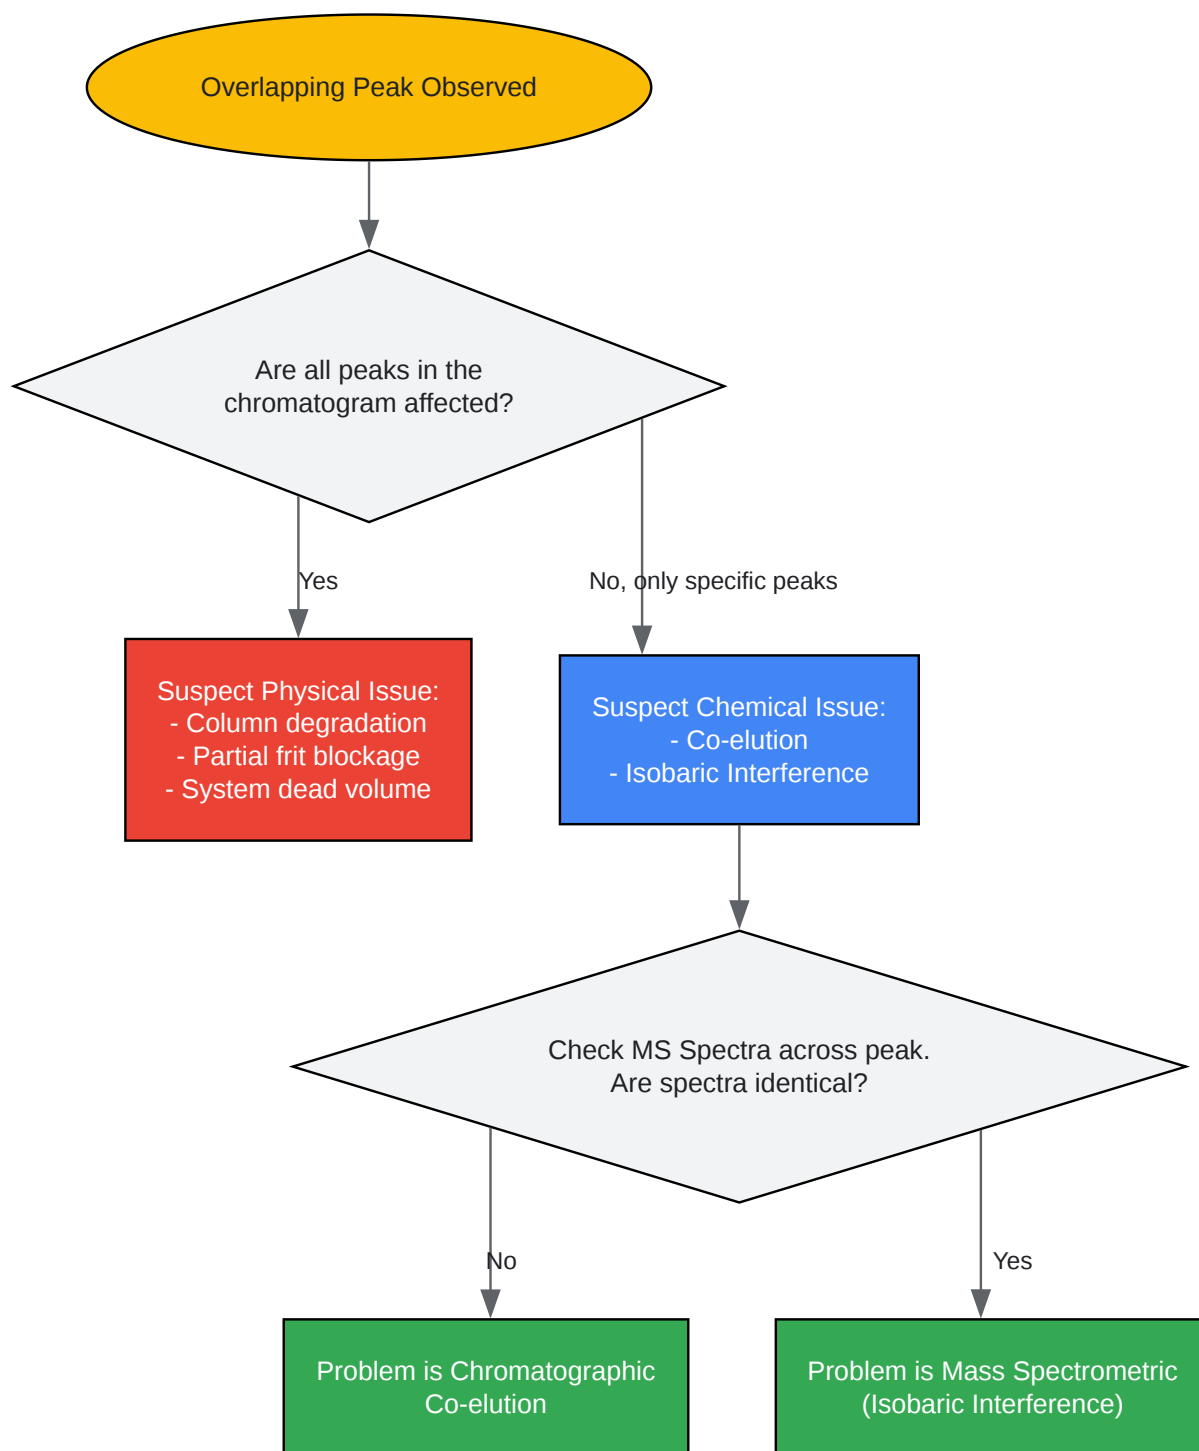 Overlapping Peak Observed
Are all peaks in the
chromatogram affected?
Yes
No, only specific peaks
Suspect Physical Issue:
- Column degradation
- Partial frit blockage
- System dead volume
Suspect Chemical Issue:
- Co-elution
- Isobaric Interference
Check MS Spectra across peak.
Are spectra identical?
No
Yes
Problem is Chromatographic
Co-elution
Problem is Mass Spectrometric
(Isobaric Interference)